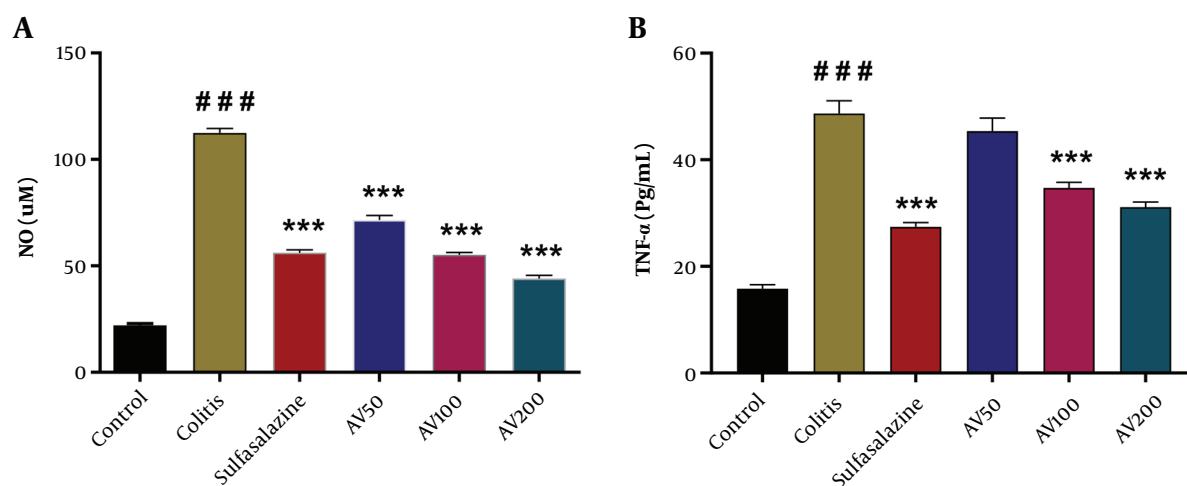 A
NO (uM)
150
100
50
0
###
***
***
***
***
Control
Colitis
Sulfasalazine
AV50
AV100
AV200
B
TNF-α (Pg/mL)
60
40
20
0
###
***
***
***
Control
Colitis
Sulfasalazine
AV50
AV100
AV200